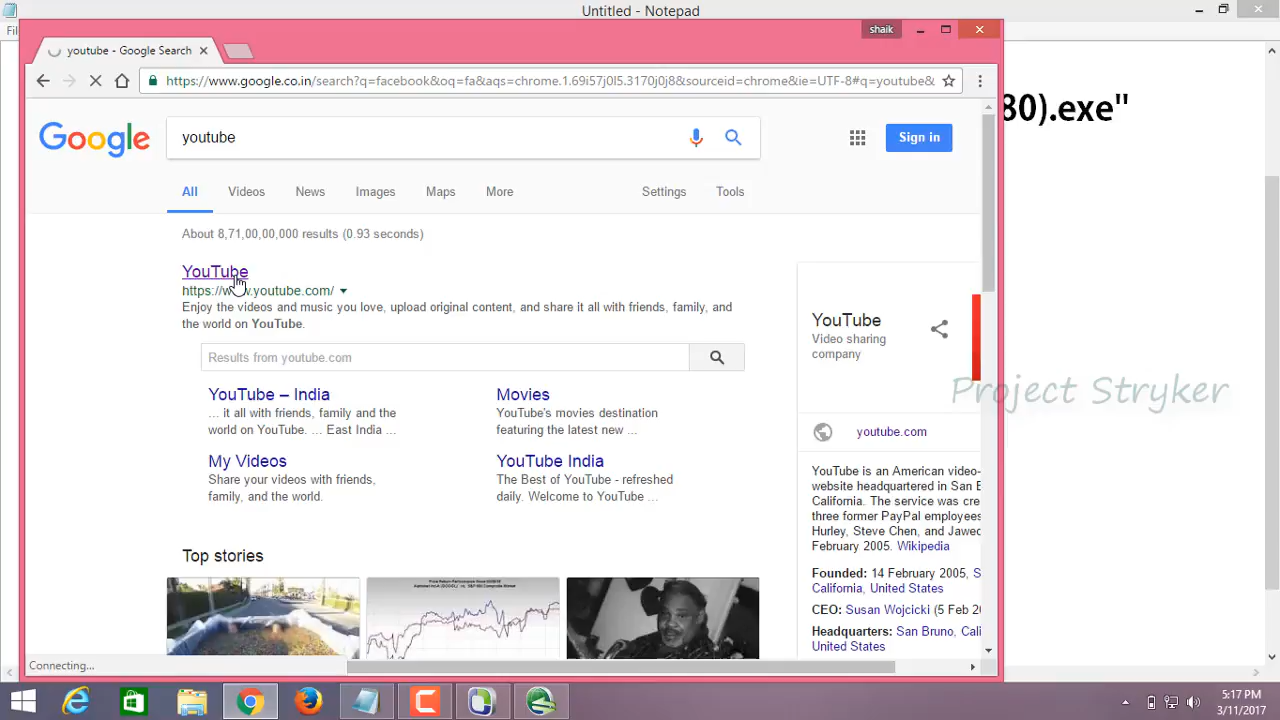 Untitled - Notepad
shaik
Fil
youtube - Google Search
https://www.google.co.in/search?q=facebook&oq=fa&aqs=chrome.1.69i57j0l5.3170j0j8&sourceid=chrome&ie=UTF-8#q=youtube&
80).exe"
Google
youtube
Sign in
All Videos News Images Maps More Settings Tools
About 8,71,00,00,000 results (0.93 seconds)
YouTube
https://www.youtube.com/
Enjoy the videos and music you love, upload original content, and share it all with friends, family, and
the world on YouTube.
Results from youtube.com
YouTube – India
... it all with friends, family and the
world on YouTube. ... East India ...
Movies
YouTube's movies destination
featuring the latest new ...
My Videos
Share your videos with friends,
family, and the world.
YouTube India
The Best of YouTube - refreshed
daily. Welcome to YouTube ...
Top stories
YouTube
Video sharing
company
Project Stryker
youtube.com
YouTube is an American video-
website headquartered in San B
California. The service was cre
three former PayPal employees
Hurley, Steve Chen, and Jawed
February 2005. Wikipedia
Founded: 14 February 2005, S
California, United States
CEO: Susan Wojcicki (5 Feb 20
Headquarters: San Bruno, Cali
United States
Connecting...
5:17 PM
3/11/2017